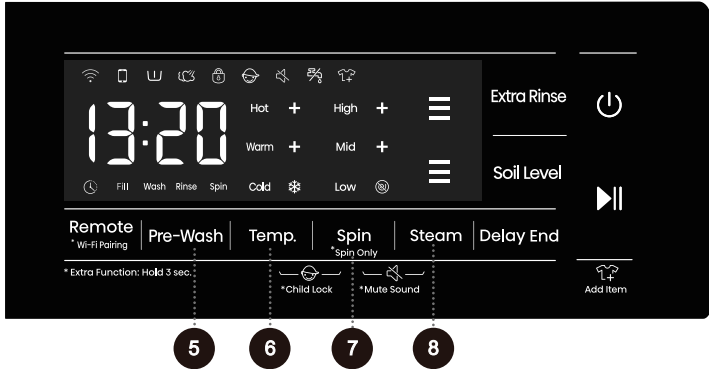 Extra Rinse
Hot + High +
13:20
Warm + Mid +
Soil Level
Fill Wash Rinse Spin Cold Low
Remote
* Wi-Fi Pairing
Pre-Wash
Temp.
Spin
*Spin Only
Steam
Delay End
* Extra Function: Hold 3 sec.
*Child Lock
*Mute Sound
Add Item
5 6 7 8